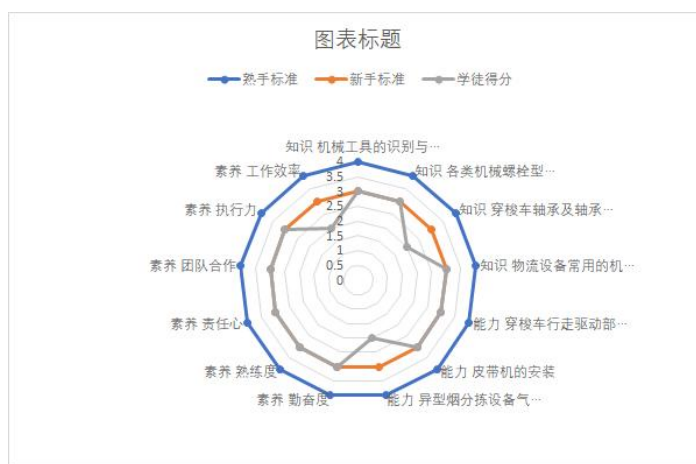 图表标题
熟手标准 新手标准 学徒得分
知识 机械工具的识别与…
素养 工作效率
知识 各类机械螺栓型…
素养 执行力
知识 穿梭车轴承及轴承…
素养 团队合作
知识 物流设备常用的机…
素养 责任心
能力 穿梭车行走驱动部…
素养 熟练度
能力 皮带机的安装
素养 勤奋度
能力 异型烟分拣设备气…
4
3.5
3
2.5
2
1.5
1
0.5
0